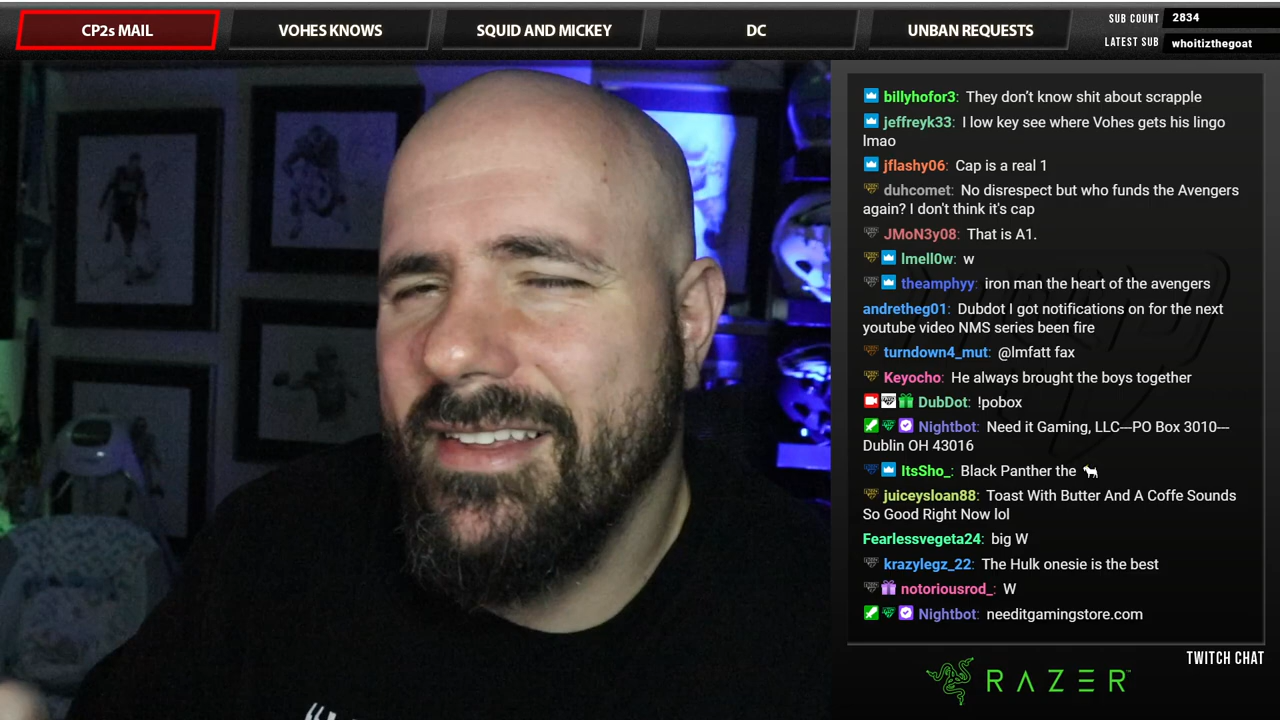 CP2s MAIL
VOHES KNOWS
SQUID AND MICKEY
DC
UNBAN REQUESTS
SUB COUNT 2834
LATEST SUB whoitizthegoat
billyhofor3: They don't know shit about scrapple
jeffreyk33: I low key see where Vohes gets his lingo
lmao
jflashy06: Cap is a real 1
duhcomet: No disrespect but who funds the Avengers
again? I don't think it's cap
JMoN3y08: That is A1.
lmell0w: w
theamphyy: iron man the heart of the avengers
andretheg01: Dubdot I got notifications on for the next
youtube video NMS series been fire
turndown4_mut: @lmfatt fax
Keyocho: He always brought the boys together
DubDot: !pobox
Nightbot: Need it Gaming, LLC---PO Box 3010---
Dublin OH 43016
ItsSho_: Black Panther the 🐐
juiceysloan88: Toast With Butter And A Coffe Sounds
So Good Right Now lol
Fearlessvegeta24: big W
krazylegz_22: The Hulk onesie is the best
notoriousrod_: W
Nightbot: needitgamingstore.com
TWITCH CHAT
RAZER™